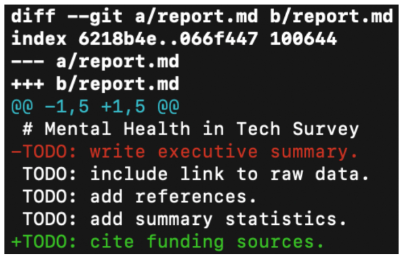 diff --git a/report.md b/report.md
index 6218b4e..066f447 100644
--- a/report.md
+++ b/report.md
@@ -1,5 +1,5 @@
 # Mental Health in Tech Survey
-TODO: write executive summary.
 TODO: include link to raw data.
 TODO: add references.
 TODO: add summary statistics.
+TODO: cite funding sources.